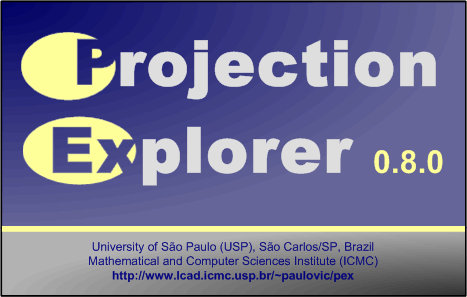 Projection
Explorer 0.8.0
University of São Paulo (USP), São Carlos/SP, Brazil
Mathematical and Computer Sciences Institute (ICMC)
http://www.lcad.icmc.usp.br/~paulovic/pex